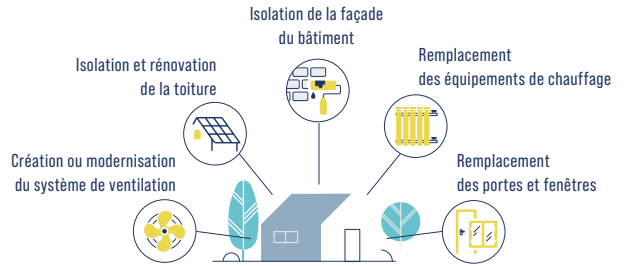 Isolation de la façade
du bâtiment
Isolation et rénovation
de la toiture
Remplacement
des équipements de chauffage
Création ou modernisation
du système de ventilation
Remplacement
des portes et fenêtres